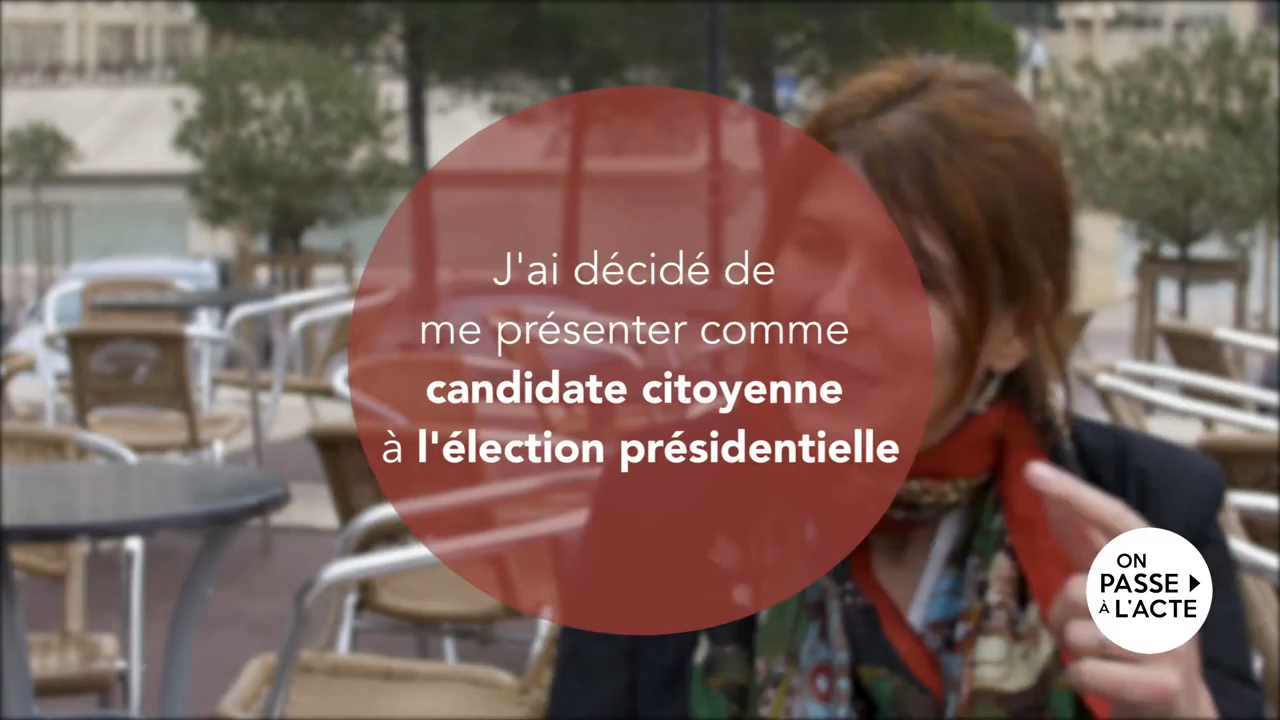 J'ai décidé de
me présenter comme
candidate citoyenne
à l'élection présidentielle
ON
PASSE
À L'ACTE